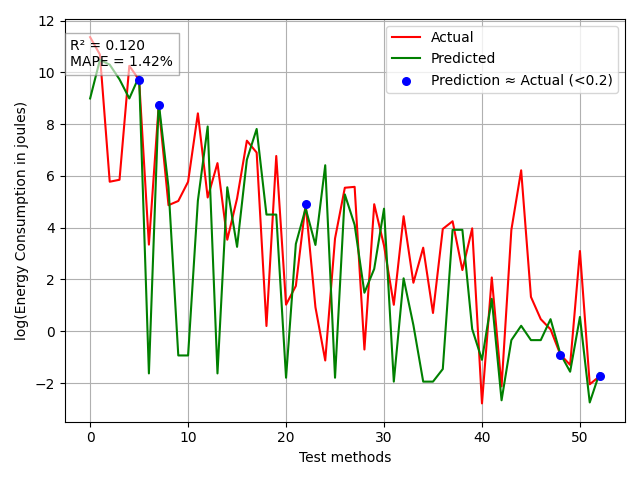 R² = 0.120
MAPE = 1.42%
Actual
Predicted
Prediction ≈ Actual (<0.2)
log(Energy Consumption in joules)
12
10
8
6
4
2
0
−2
0 10 20 30 40 50
Test methods